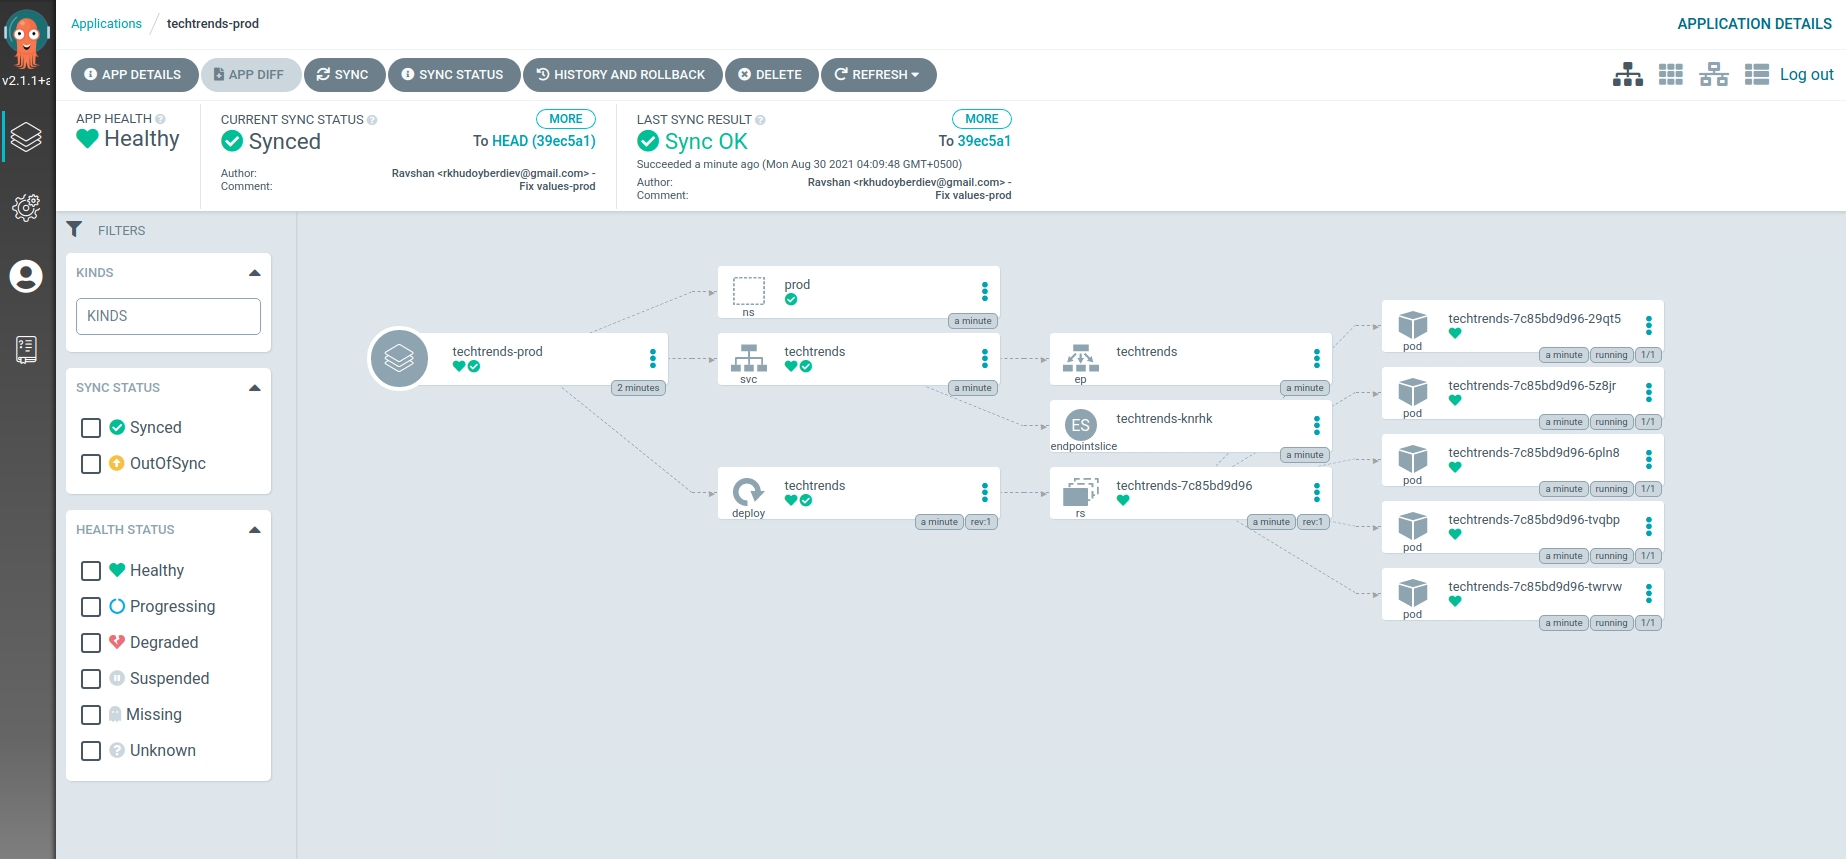 Applications / techtrends-prod
APPLICATION DETAILS
v2.1.1+a
APP DETAILS
APP DIFF
SYNC
SYNC STATUS
HISTORY AND ROLLBACK
DELETE
REFRESH
Log out
APP HEALTH
Healthy
CURRENT SYNC STATUS
MORE
Synced
To HEAD (39ec5a1)
Author: Ravshan <rkhudoyberdiev@gmail.com> -
Comment: Fix values-prod
LAST SYNC RESULT
MORE
Sync OK
To 39ec5a1
Succeeded a minute ago (Mon Aug 30 2021 04:09:48 GMT+0500)
Author: Ravshan <rkhudoyberdiev@gmail.com> -
Comment: Fix values-prod
FILTERS
KINDS
KINDS
SYNC STATUS
Synced
OutOfSync
HEALTH STATUS
Healthy
Progressing
Degraded
Suspended
Missing
Unknown
techtrends-prod
2 minutes
prod
ns
a minute
techtrends
svc
a minute
techtrends
deploy
a minute rev:1
techtrends
ep
a minute
ES
techtrends-knrhk
endpointslice
a minute
techtrends-7c85bd9d96
rs
a minute rev:1
techtrends-7c85bd9d96-29qt5
pod
a minute running 1/1
techtrends-7c85bd9d96-5z8jr
pod
a minute running 1/1
techtrends-7c85bd9d96-6pln8
pod
a minute running 1/1
techtrends-7c85bd9d96-tvqbp
pod
a minute running 1/1
techtrends-7c85bd9d96-twrvw
pod
a minute running 1/1